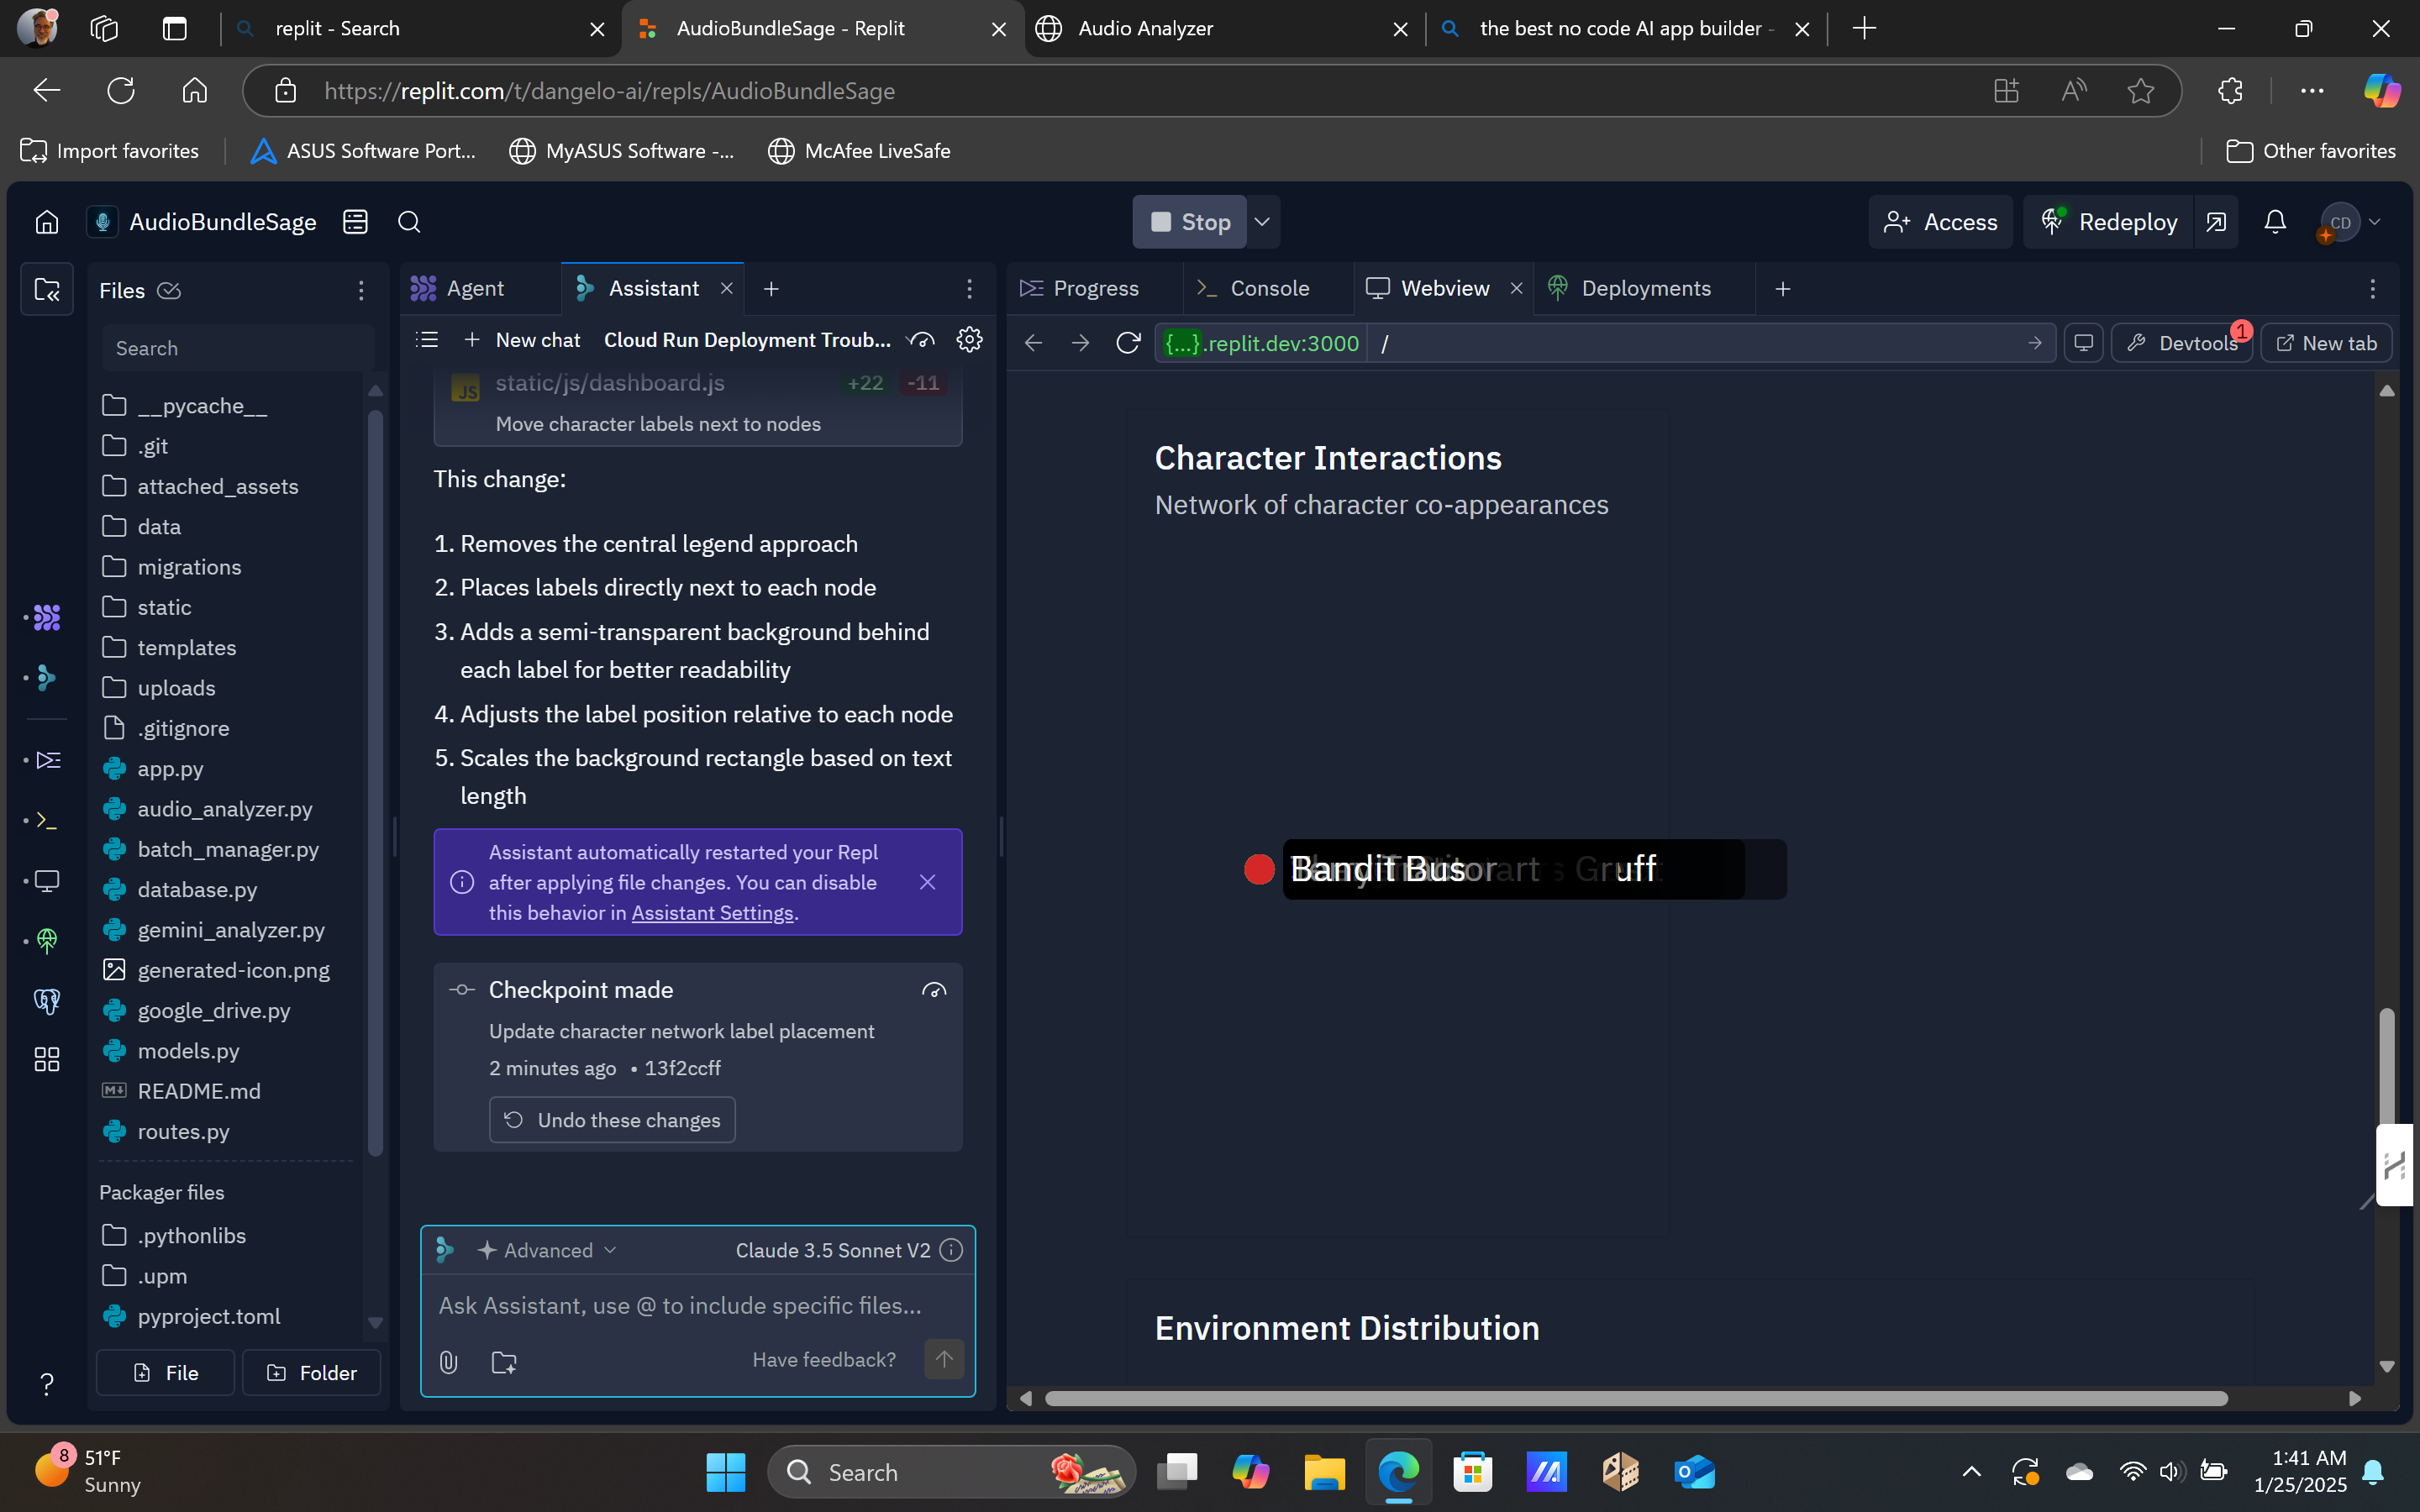 replit - Search
AudioBundleSage - Replit
Audio Analyzer
the best no code AI app builder -
https://replit.com/t/dangelo-ai/repls/AudioBundleSage
Import favorites
ASUS Software Port...
MyASUS Software -...
McAfee LiveSafe
Other favorites
AudioBundleSage
Stop
Access
Redeploy
CD
Files
Search
__pycache__
.git
attached_assets
data
migrations
static
templates
uploads
.gitignore
app.py
audio_analyzer.py
batch_manager.py
database.py
gemini_analyzer.py
generated-icon.png
google_drive.py
models.py
README.md
routes.py
Packager files
.pythonlibs
.upm
pyproject.toml
File
Folder
Agent
Assistant
New chat
Cloud Run Deployment Troub...
JS
static/js/dashboard.js
+22 -11
Move character labels next to nodes
This change:
1. Removes the central legend approach
2. Places labels directly next to each node
3. Adds a semi-transparent background behind
each label for better readability
4. Adjusts the label position relative to each node
5. Scales the background rectangle based on text
length
Assistant automatically restarted your Repl
after applying file changes. You can disable
this behavior in Assistant Settings.
Checkpoint made
Update character network label placement
2 minutes ago • 13f2ccff
Undo these changes
Advanced
Claude 3.5 Sonnet V2
Ask Assistant, use @ to include specific files...
Have feedback?
Progress
Console
Webview
Deployments
{...}.replit.dev:3000
/
Devtools
1
New tab
Character Interactions
Network of character co-appearances
Bandit
Gruff
Environment Distribution
8
51°F
Sunny
Search
1:41 AM
1/25/2025